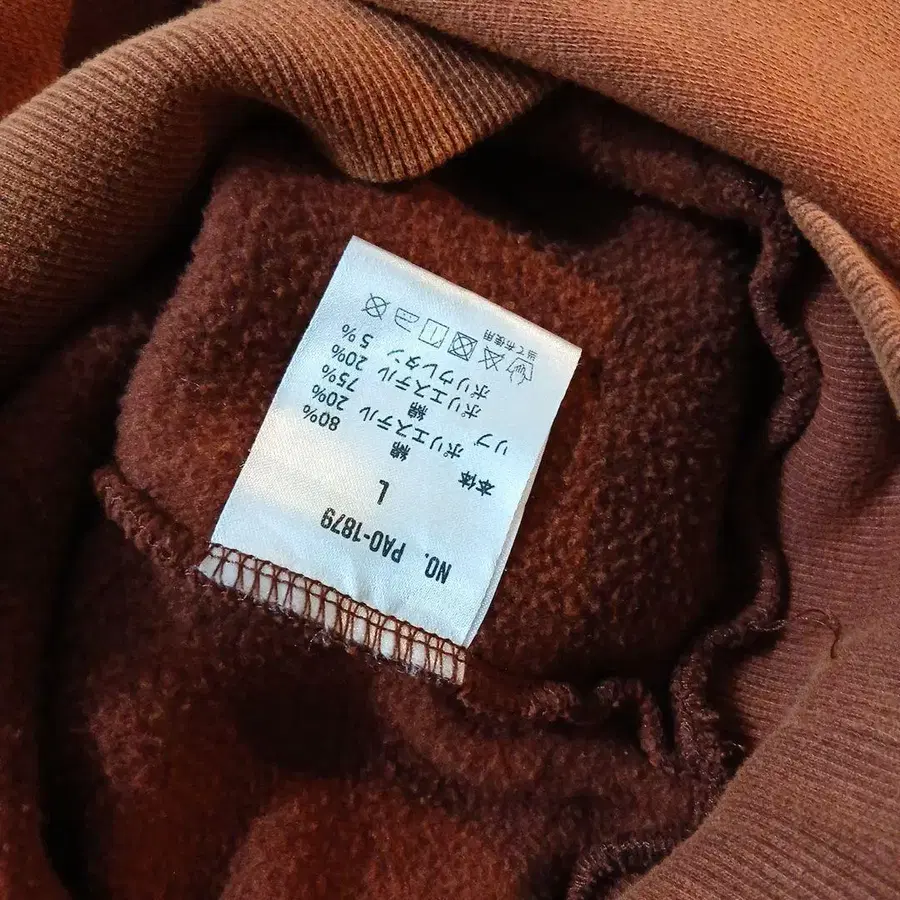 NO. PAO-1879
L
本体
綿 80%
ポリエステル 20%
リブ
綿 75%
ポリエステル 20%
ポリウレタン 5%
当て布使用